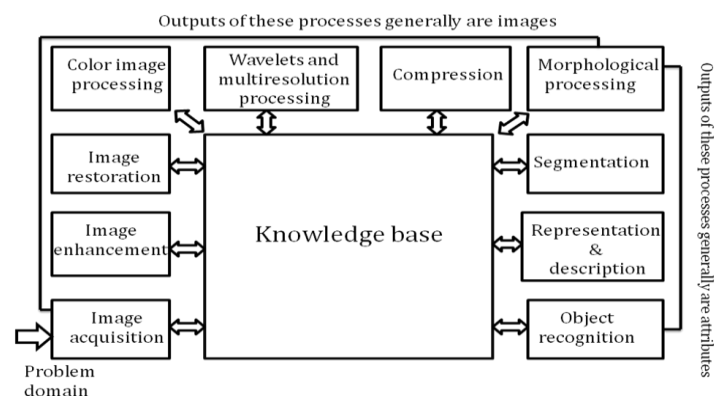 Outputs of these processes generally are images
Color image
processing
Wavelets and
multiresolution
processing
Compression
Morphological
processing
Outputs of these processes generally are attributes
Image
restoration
Segmentation
Knowledge base
Image
enhancement
Representation
&
description
Image
acquisition
Object
recognition
Problem
domain